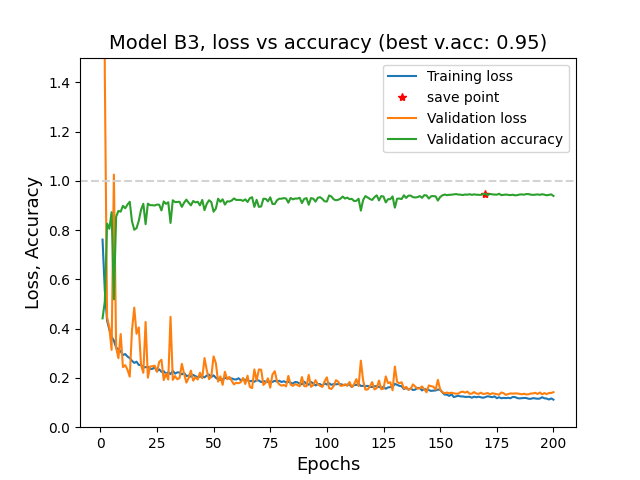 Model B3, loss vs accuracy (best v.acc: 0.95)
Training loss
save point
Validation loss
Validation accuracy
Loss, Accuracy
1.4
1.2
1.0
0.8
0.6
0.4
0.2
0.0
0 25 50 75 100 125 150 175 200
Epochs